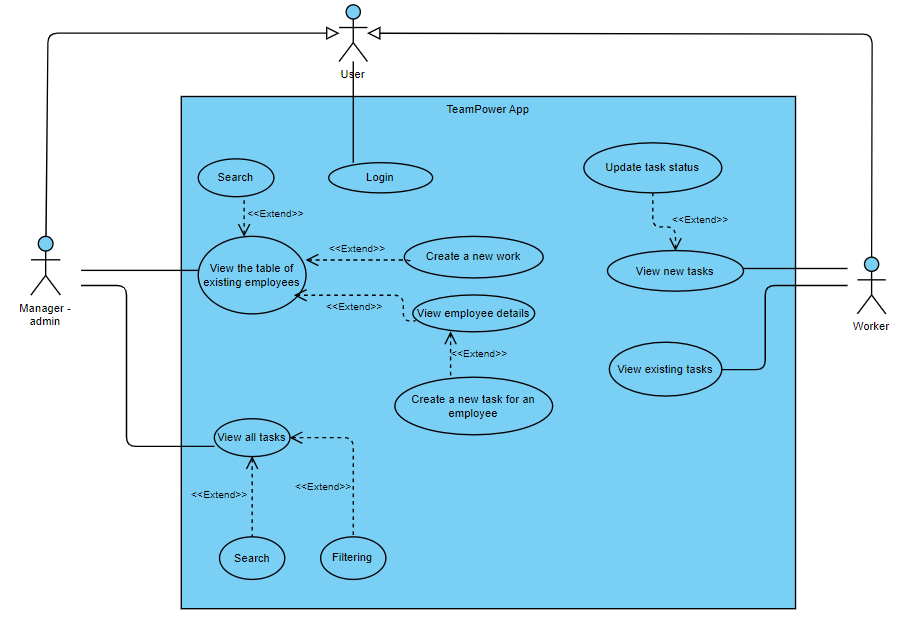 User
TeamPower App
Search
Login
Update task status
<<Extend>>
<<Extend>>
<<Extend>>
Create a new work
View the table of
existing employees
View new tasks
<<Extend>>
View employee details
Manager -
admin
Worker
<<Extend>>
View existing tasks
Create a new task for an
employee
View all tasks
<<Extend>>
<<Extend>>
Search
Filtering